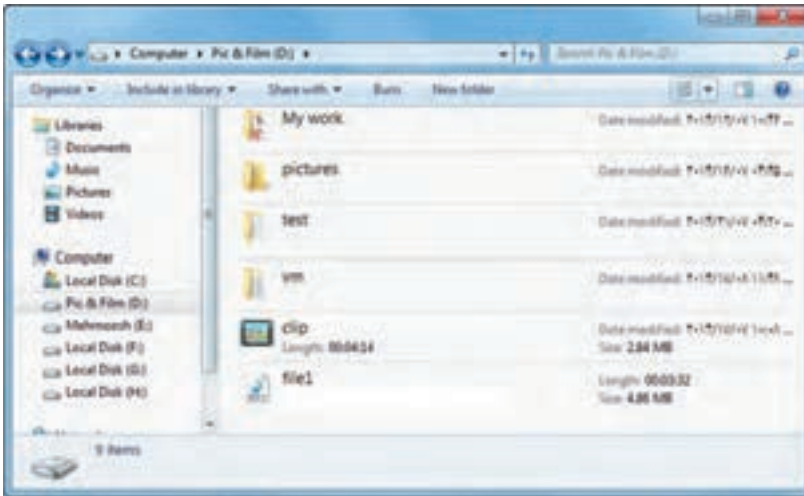 Computer ▸ Pic & Film (D:) ▸
Search Pic & Film (D:)
Organize Include in library Share with Burn New folder
Libraries
Documents
Music
Pictures
Videos
Computer
Local Disk (C:)
Pic & Film (D:)
Mahmoosh (E:)
Local Disk (F:)
Local Disk (G:)
Local Disk (H:)
My work
Date modified:
pictures
Date modified:
test
Date modified:
vm
Date modified:
clip
Length: 00:04:14
Date modified:
Size: 2.84 MB
file1
Length: 00:03:32
Size: 4.86 MB
9 items